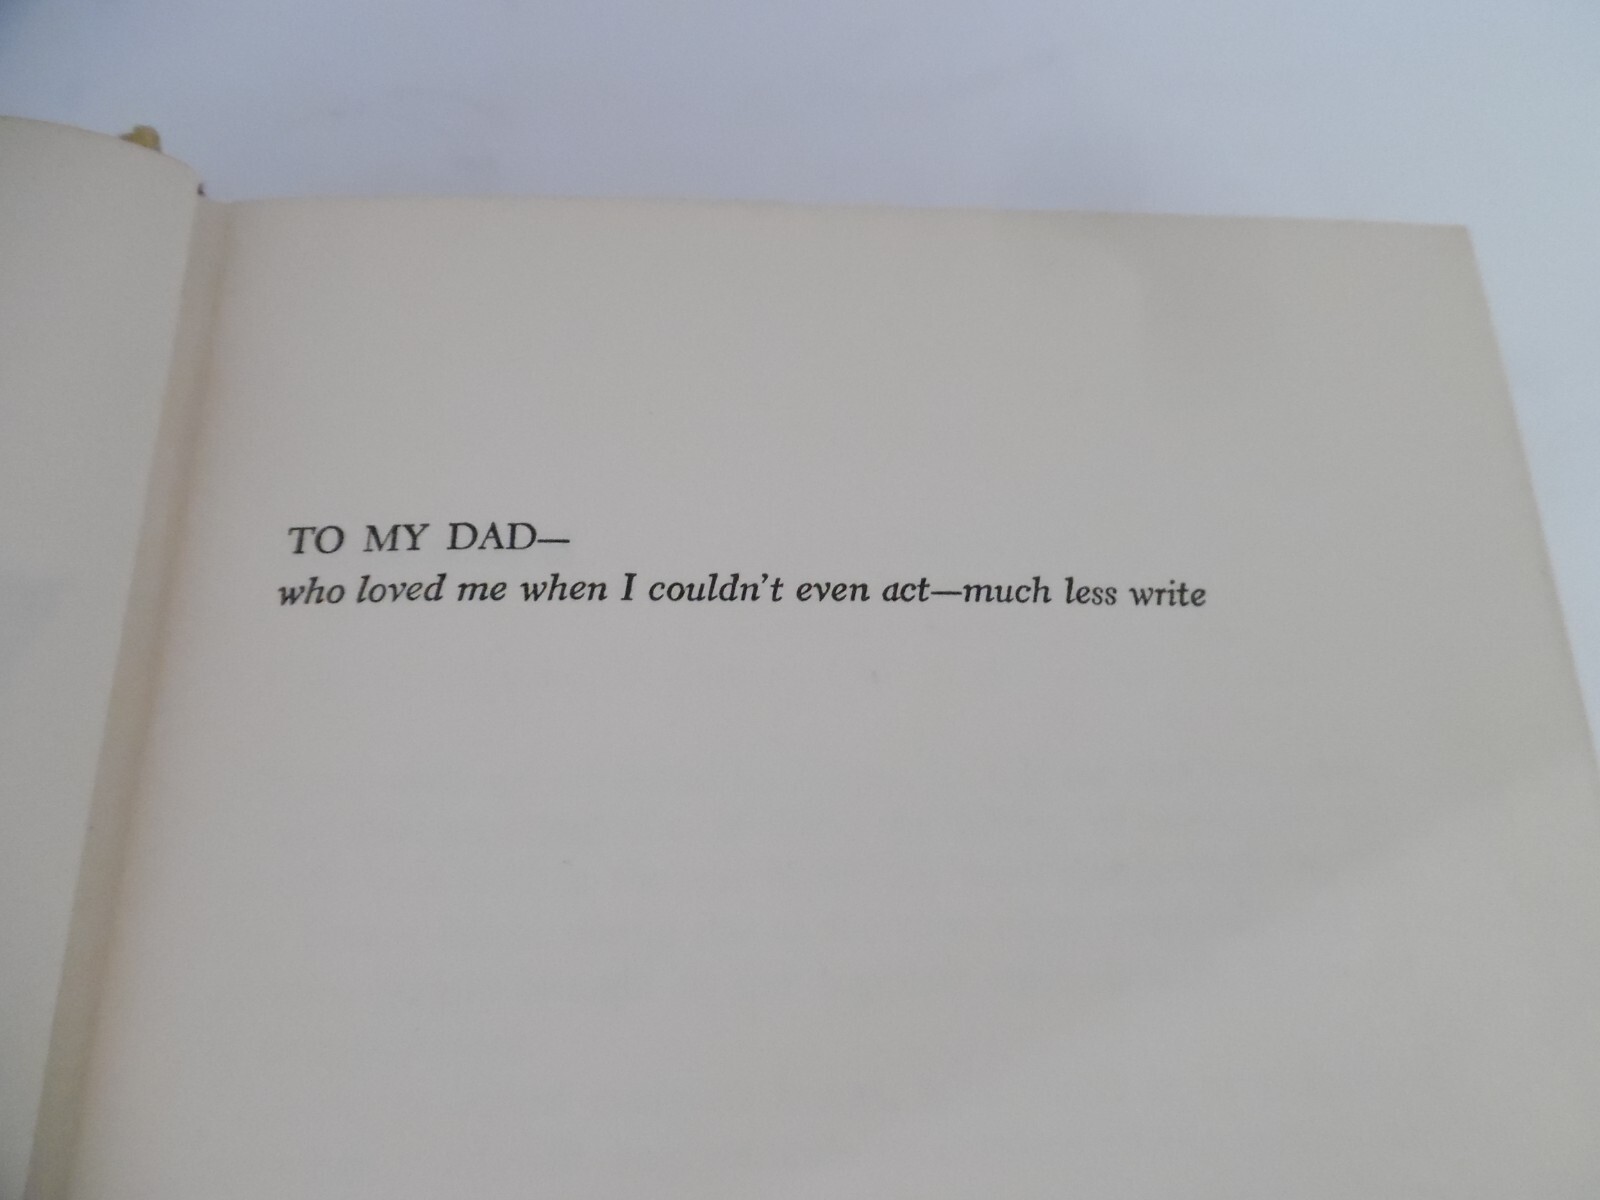 TO MY DAD—
who loved me when I couldn't even act—much less write